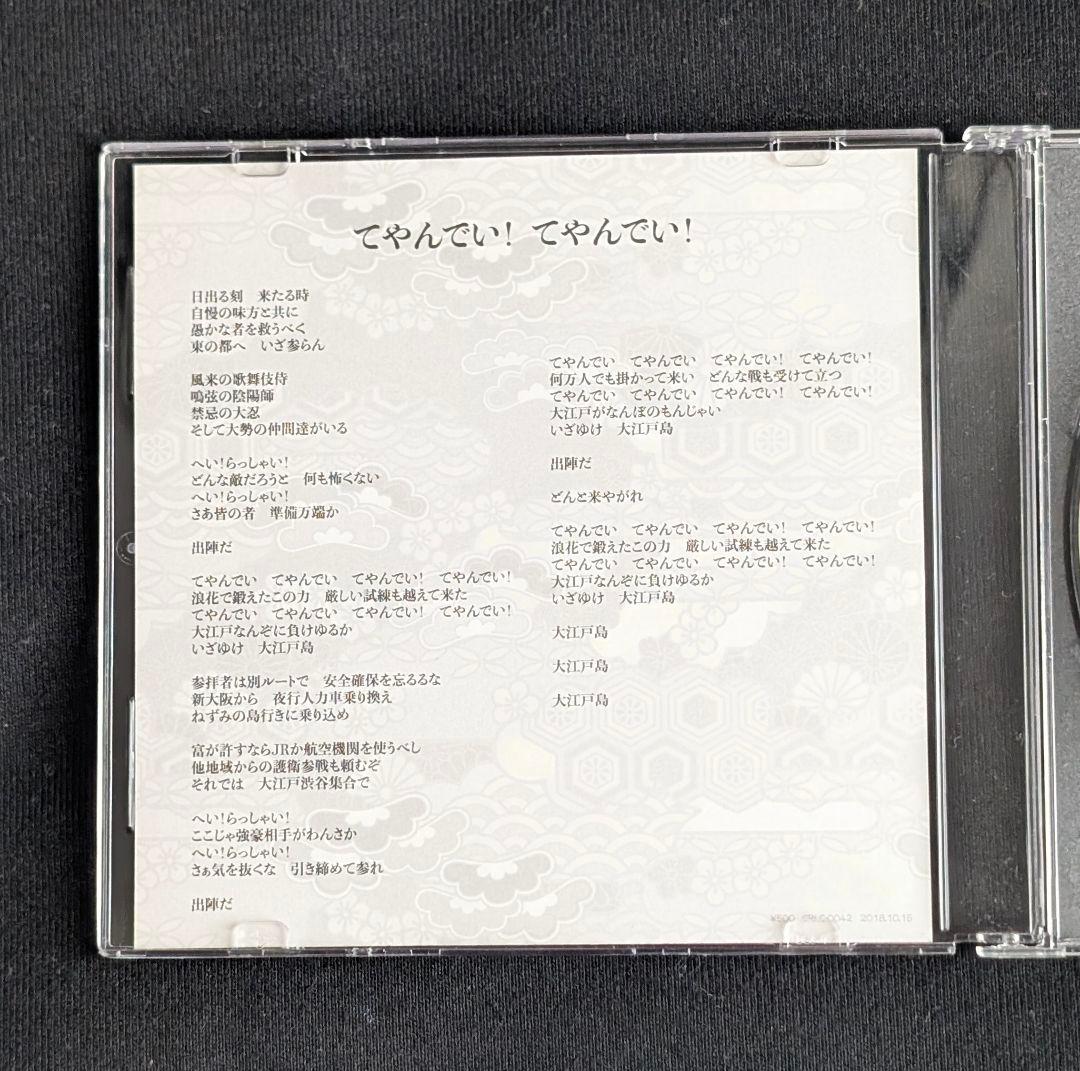 てやんでい！ てやんでい！
日出る刻　来たる時
自慢の味方と共に
愚かな者を救うべく
東の都へ　いざ参らん
風来の歌舞伎侍
鳴弦の陰陽師
禁忌の大忍
そして大勢の仲間達がいる
へい！らっしゃい！
どんな敵だろうと　何も怖くない
へい！らっしゃい！
さあ皆の者　準備万端か
出陣だ
てやんでい　てやんでい　てやんでい！　てやんでい！
浪花で鍛えたこの力　厳しい試練も越えて来た
てやんでい　てやんでい　てやんでい！　てやんでい！
大江戸なんぞに負けゆるか
いざゆけ　大江戸島
参拝者は別ルートで　安全確保を忘るるな
新大阪から　夜行人力車乗り換え
ねずみの島行きに乗り込め
富が許すならJRか航空機関を使うべし
他地域からの護衛参戦も頼むぞ
それでは　大江戸渋谷集合で
へい！らっしゃい！
ここじゃ強豪相手がわんさか
へい！らっしゃい！
さぁ気を抜くな　引き締めて参れ
出陣だ
てやんでい　てやんでい　てやんでい！　てやんでい！
何万人でも掛かって来い　どんな戦も受けて立つ
てやんでい　てやんでい　てやんでい！　てやんでい！
大江戸がなんぼのもんじゃい
いざゆけ　大江戸島
出陣だ
どんと来やがれ
てやんでい　てやんでい　てやんでい！　てやんでい！
浪花で鍛えたこの力　厳しい試練も越えて来た
てやんでい　てやんでい　てやんでい！　てやんでい！
大江戸なんぞに負けゆるか
いざゆけ　大江戸島
大江戸島
大江戸島
大江戸島
¥500 2018.10.16